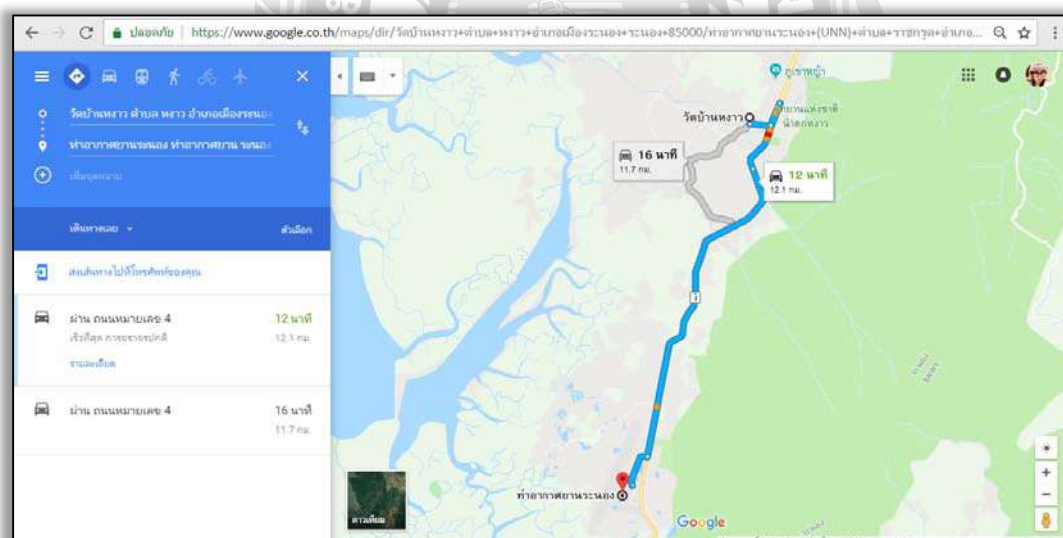 ปลอดภัย | https://www.google.co.th/maps/dir/วัดบ้านหงาว+ตำบล+หงาว+อำเภอเมืองระนอง+ระนอง+85000/ท่าอากาศยานระนอง+(UNN)+ตำบล+ราชกรูด+อำเภอ...
วัดบ้านหงาว ตำบล หงาว อำเภอเมืองระนอง
ท่าอากาศยานระนอง ท่าอากาศยาน ระนอง
เพิ่มจุดหมาย
เดินทางเลย
ตัวเลือก
ส่งเส้นทางไปที่โทรศัพท์ของคุณ
ผ่าน ถนนหมายเลข 4
12 นาที
เร็วที่สุด การจราจรปกติ
12.1 กม.
รายละเอียด
ผ่าน ถนนหมายเลข 4
16 นาที
11.7 กม.
ภูเขาหญ้า
วัดบ้านหงาว
น้ำตกหงาว
16 นาที
11.7 กม.
12 นาที
12.1 กม.
4
ท่าอากาศยานระนอง
ดาวเทียม
Google